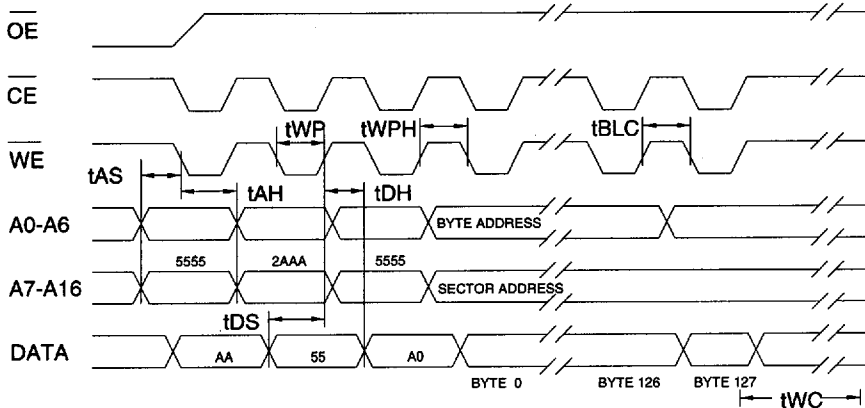 OE
CE
tWP tWPH tBLC
WE
tAS
tAH tDH
A0-A6 BYTE ADDRESS
5555 2AAA 5555
A7-A16 SECTOR ADDRESS
tDS
DATA AA 55 A0
BYTE 0 BYTE 126 BYTE 127
tWC